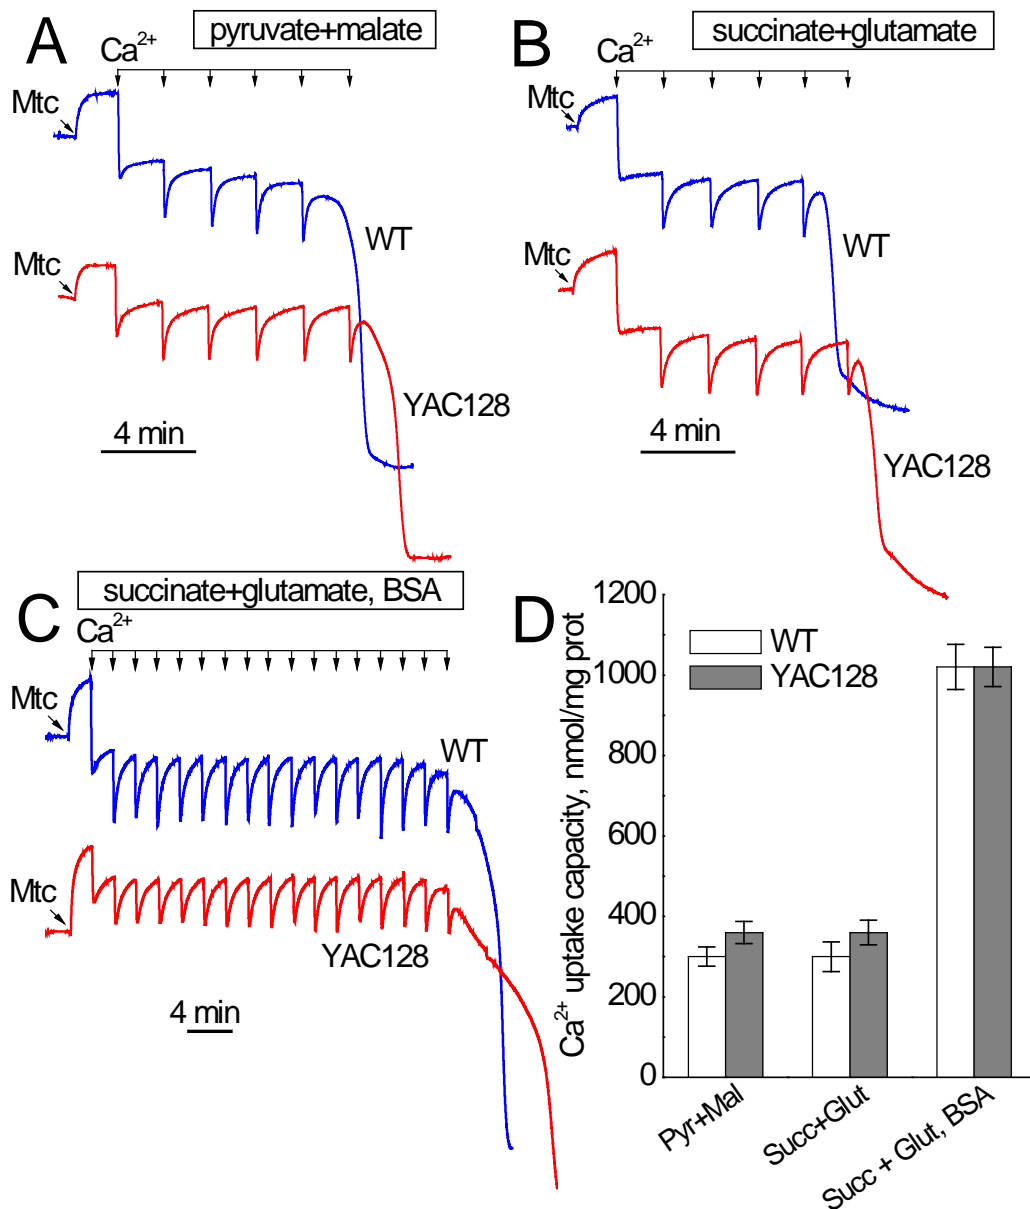 A
pyruvate+malate
Ca²⁺
Mtc
WT
Mtc
YAC128
4 min
B
succinate+glutamate
Ca²⁺
Mtc
WT
Mtc
YAC128
4 min
C
succinate+glutamate, BSA
Ca²⁺
Mtc
WT
Mtc
YAC128
4 min
D
Ca²⁺ uptake capacity, nmol/mg prot
1200
1000
800
600
400
200
0
WT
YAC128
Pyr+Mal
Succ+Glut
Succ + Glut, BSA